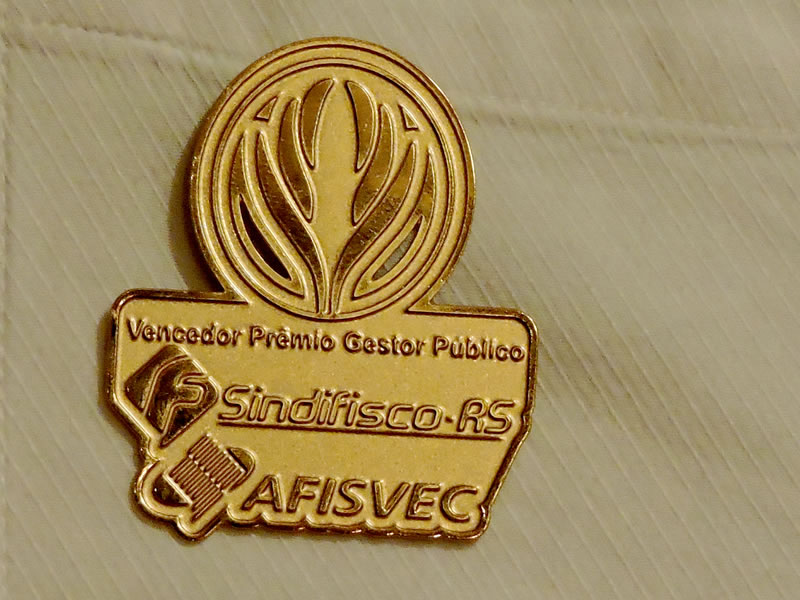 Vencedor Prêmio Gestor Público
Sindifisco-RS
AFISVEC